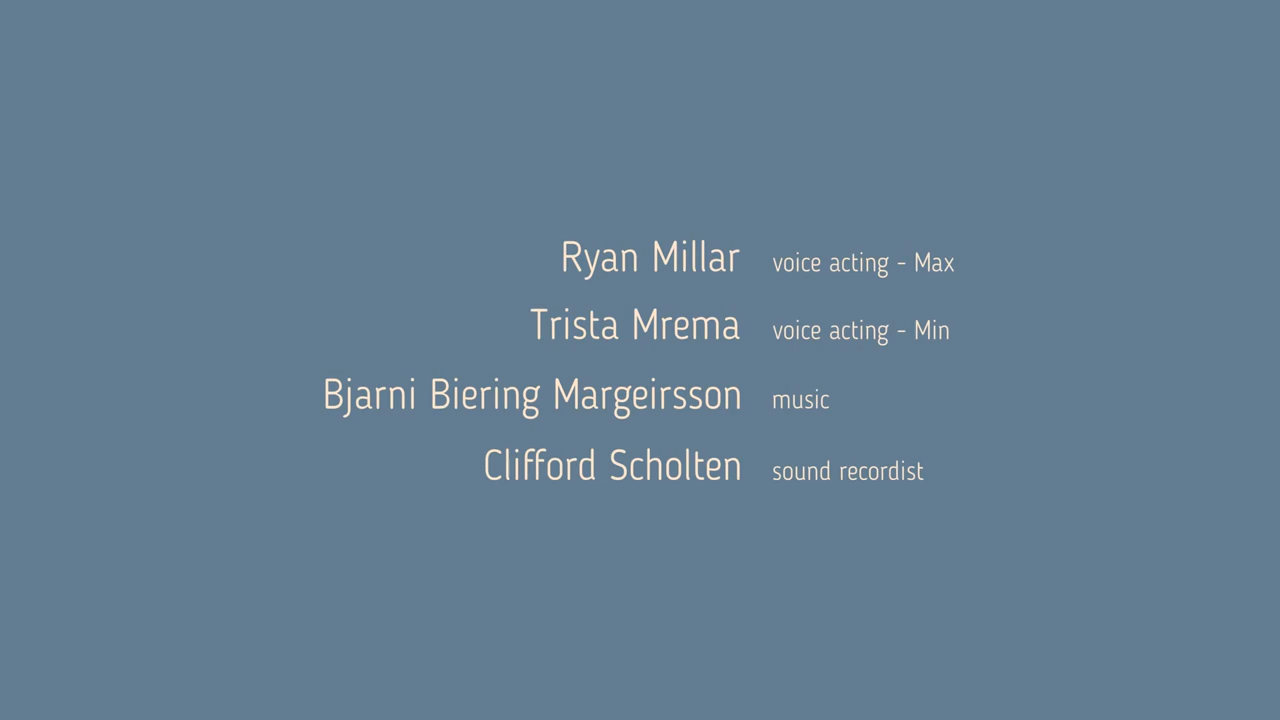 Ryan Millar voice acting - Max
Trista Mrema voice acting - Min
Bjarni Biering Margeirsson music
Clifford Scholten sound recordist